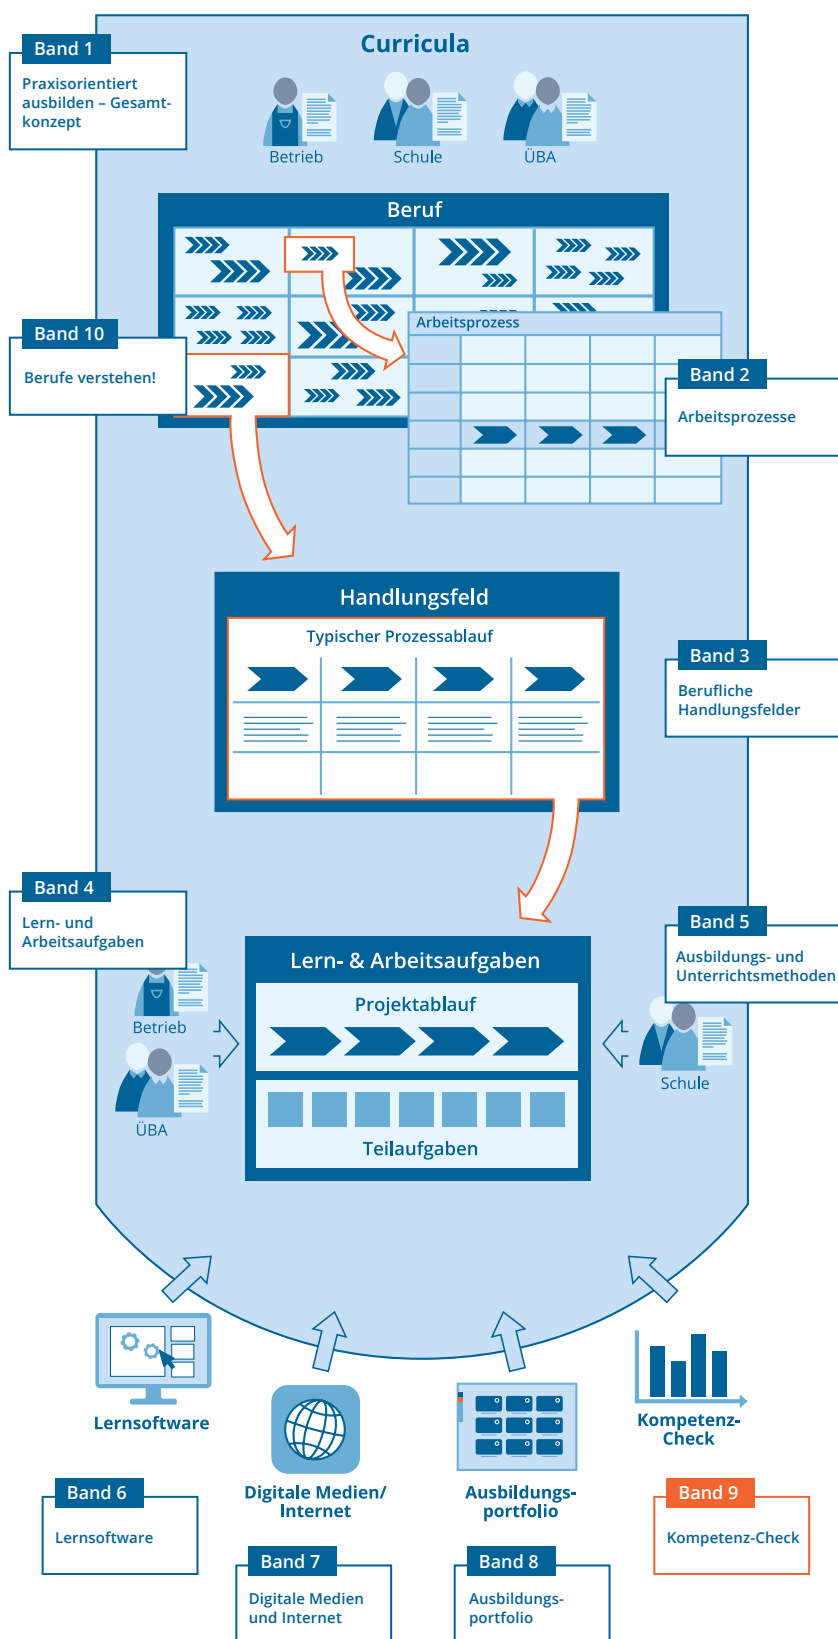 Curricula
Band 1
Praxisorientiert
ausbilden – Gesamt-
konzept
Betrieb
Schule
ÜBA
Beruf
Arbeitsprozess
Band 10
Berufe verstehen!
Band 2
Arbeitsprozesse
Handlungsfeld
Typischer Prozessablauf
Band 3
Berufliche
Handlungsfelder
Band 4
Lern- und
Arbeitsaufgaben
Band 5
Ausbildungs- und
Unterrichtsmethoden
Lern- & Arbeitsaufgaben
Projektablauf
Teilaufgaben
Betrieb
ÜBA
Schule
Lernsoftware
Digitale Medien/
Internet
Ausbildungs-
portfolio
Kompetenz-
Check
Band 6
Lernsoftware
Band 7
Digitale Medien
und Internet
Band 8
Ausbildungs-
portfolio
Band 9
Kompetenz-Check